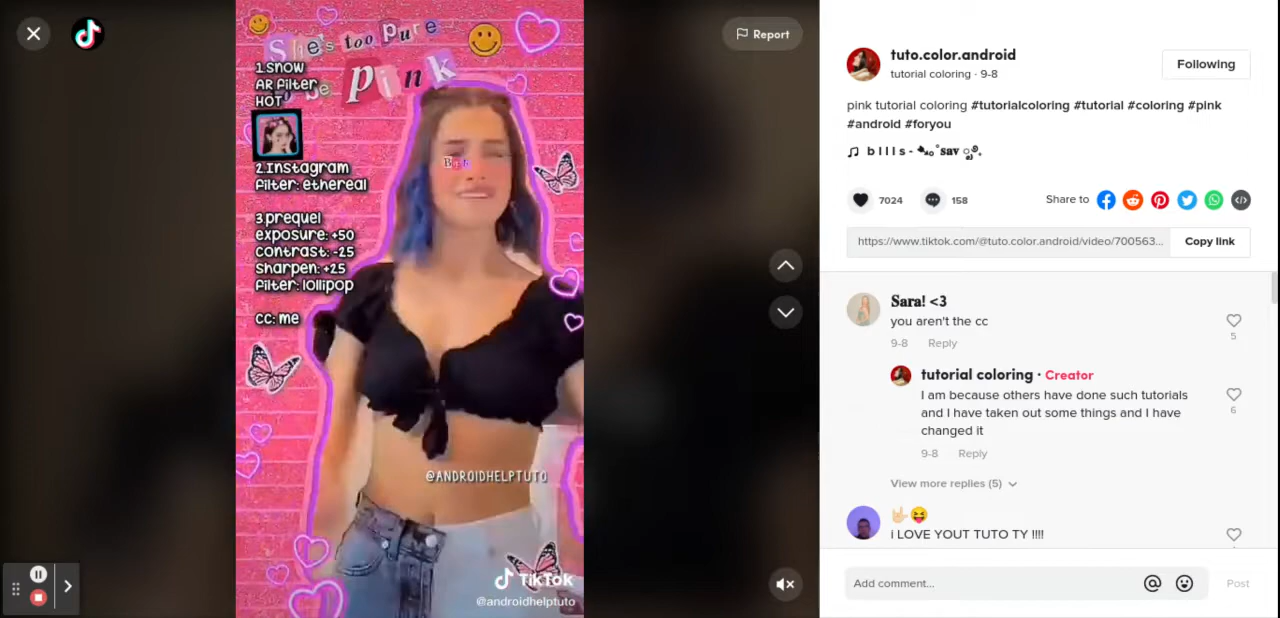 She's too pure
to be pink
1.SNOW
AR filter
HOT
2.Instagram
filter: ethereal
3.prequel
exposure: +50
contrast: -25
sharpen: +25
filter: lollipop
cc: me
@ANDROIDHELPTUTO
TikTok
@androidhelptuto
Report
tuto.color.android
tutorial coloring · 9-8
Following
pink tutorial coloring #tutorialcoloring #tutorial #coloring #pink
#android #foryou
b l l l s - sav
7024
158
Share to
https://www.tiktok.com/@tuto.color.android/video/700563...
Copy link
Sara! <3
you aren't the cc
9-8 Reply
5
tutorial coloring · Creator
I am because others have done such tutorials
and I have taken out some things and I have
changed it
6
9-8 Reply
View more replies (5)
i LOVE YOUT TUTO TY !!!!
Add comment...
Post